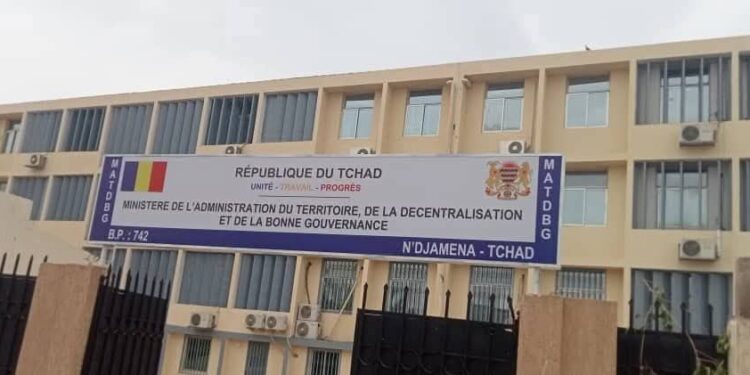 RÉPUBLIQUE DU TCHAD
UNITÉ - TRAVAIL - PROGRÈS
MINISTERE DE L'ADMINISTRATION DU TERRITOIRE, DE LA DECENTRALISATION
ET DE LA BONNE GOUVERNANCE
MATDBG
MATDBG
B.P. : 742
N'DJAMENA - TCHAD